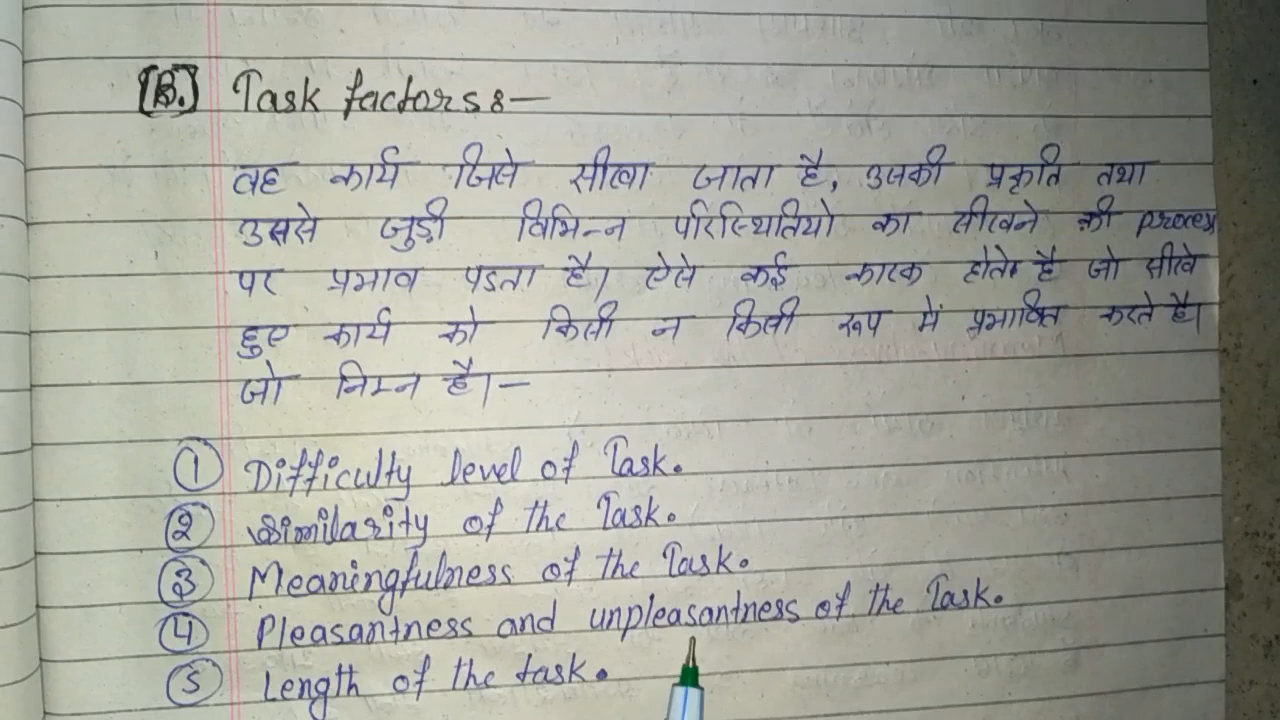 [B.] Task factors :-
वह कार्य जिसे सीखा जाता है, उसकी प्रकृति तथा
उससे जुड़ी विभिन्न परिस्थितियो का सीखने की process
पर प्रभाव पडता है। ऐसे कई कारक होते है जो सीखे
हुए कार्य को किसी न किसी रूप में प्रभावित करते है।
जो निम्न है।-
① Difficulty level of Task.
② Similarity of the Task.
③ Meaningfulness of the Task.
④ Pleasantness and unpleasantness of the Task.
⑤ Length of the task.